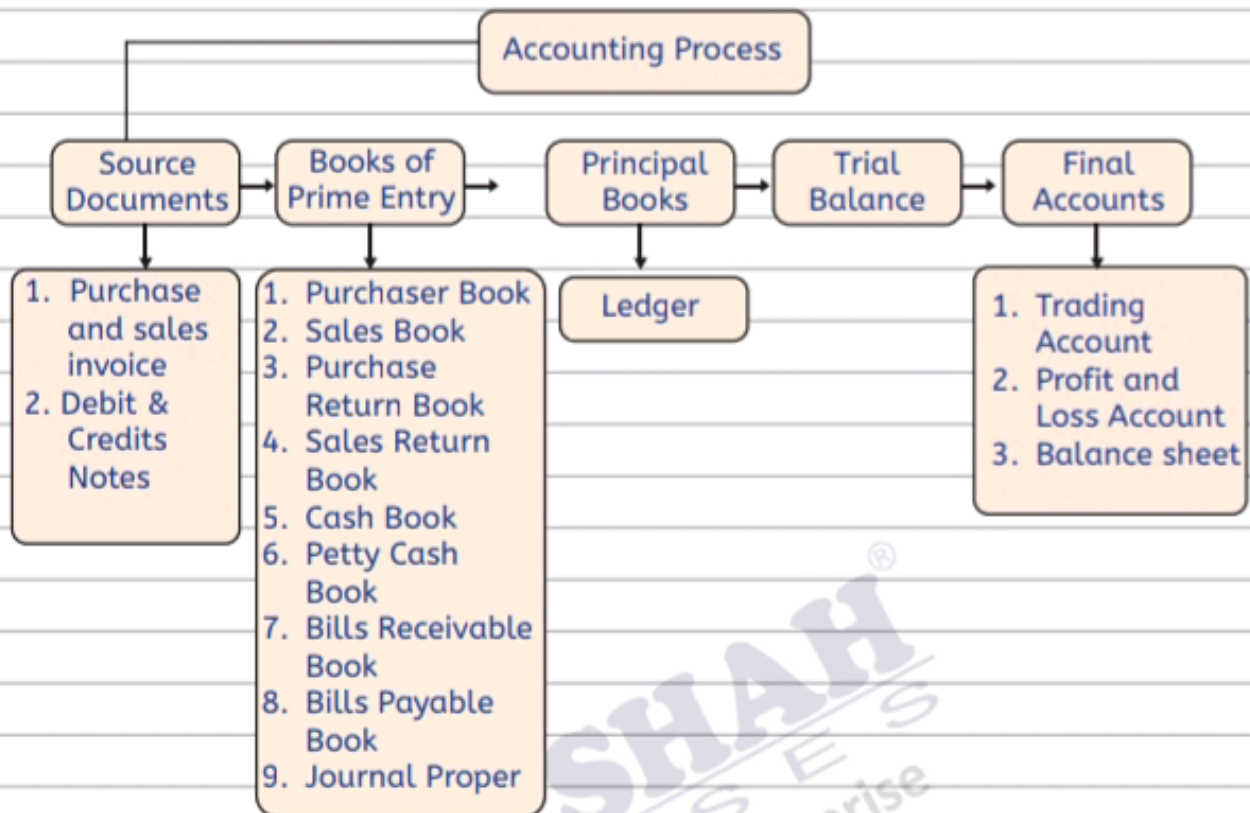 Accounting Process
Source
Documents
Books of
Prime Entry
Principal
Books
Trial
Balance
Final
Accounts
1. Purchase
and sales
invoice
2. Debit &
Credits
Notes
1. Purchaser Book
2. Sales Book
3. Purchase
Return Book
4. Sales Return
Book
5. Cash Book
6. Petty Cash
Book
7. Bills Receivable
Book
8. Bills Payable
Book
9. Journal Proper
Ledger
1. Trading
Account
2. Profit and
Loss Account
3. Balance sheet
SHAH®